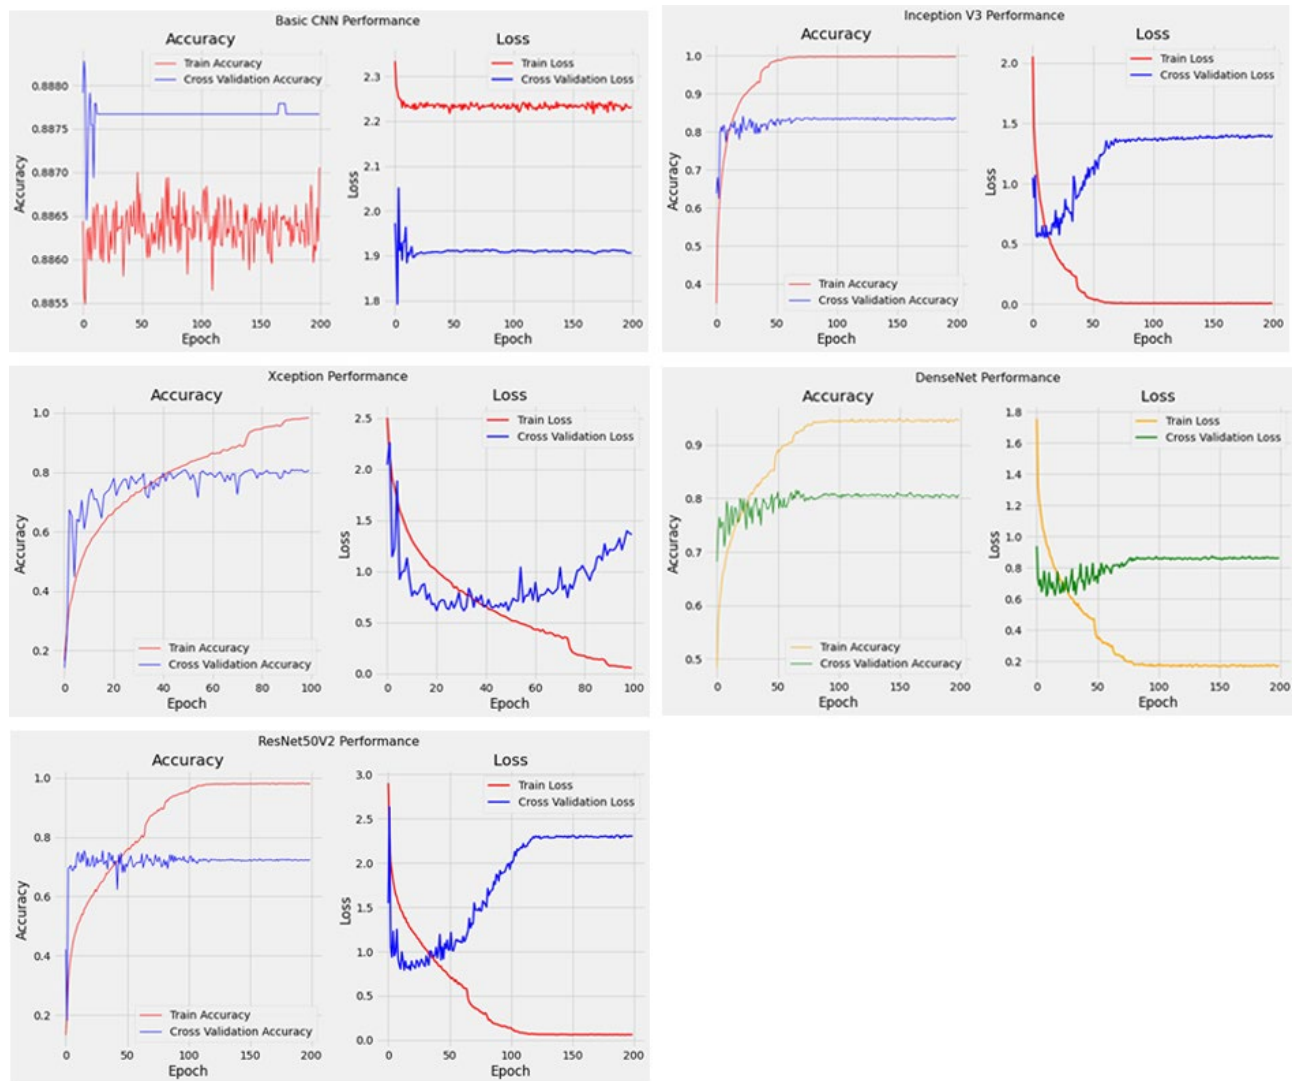 Basic CNN Performance
Accuracy
Loss
Train Accuracy
Cross Validation Accuracy
Train Loss
Cross Validation Loss
Accuracy
0.8880
0.8875
0.8870
0.8865
0.8860
0.8855
0 50 100 150 200
Epoch
Loss
2.3
2.2
2.1
2.0
1.9
1.8
0 50 100 150 200
Epoch
Inception V3 Performance
Accuracy
Loss
Accuracy
1.0
0.9
0.8
0.7
0.6
0.5
0.4
Train Accuracy
Cross Validation Accuracy
0 50 100 150 200
Epoch
Train Loss
Cross Validation Loss
Loss
2.0
1.5
1.0
0.5
0.0
0 50 100 150 200
Epoch
Xception Performance
Accuracy
Loss
Accuracy
1.0
0.8
0.6
0.4
0.2
Train Accuracy
Cross Validation Accuracy
0 20 40 60 80 100
Epoch
Train Loss
Cross Validation Loss
Loss
2.5
2.0
1.5
1.0
0.5
0.0
0 20 40 60 80 100
Epoch
DenseNet Performance
Accuracy
Loss
Accuracy
0.9
0.8
0.7
0.6
0.5
Train Accuracy
Cross Validation Accuracy
0 50 100 150 200
Epoch
Train Loss
Cross Validation Loss
Loss
1.8
1.6
1.4
1.2
1.0
0.8
0.6
0.4
0.2
0 50 100 150 200
Epoch
ResNet50V2 Performance
Accuracy
Loss
Accuracy
1.0
0.8
0.6
0.4
0.2
Train Accuracy
Cross Validation Accuracy
0 50 100 150 200
Epoch
Train Loss
Cross Validation Loss
Loss
3.0
2.5
2.0
1.5
1.0
0.5
0.0
0 50 100 150 200
Epoch